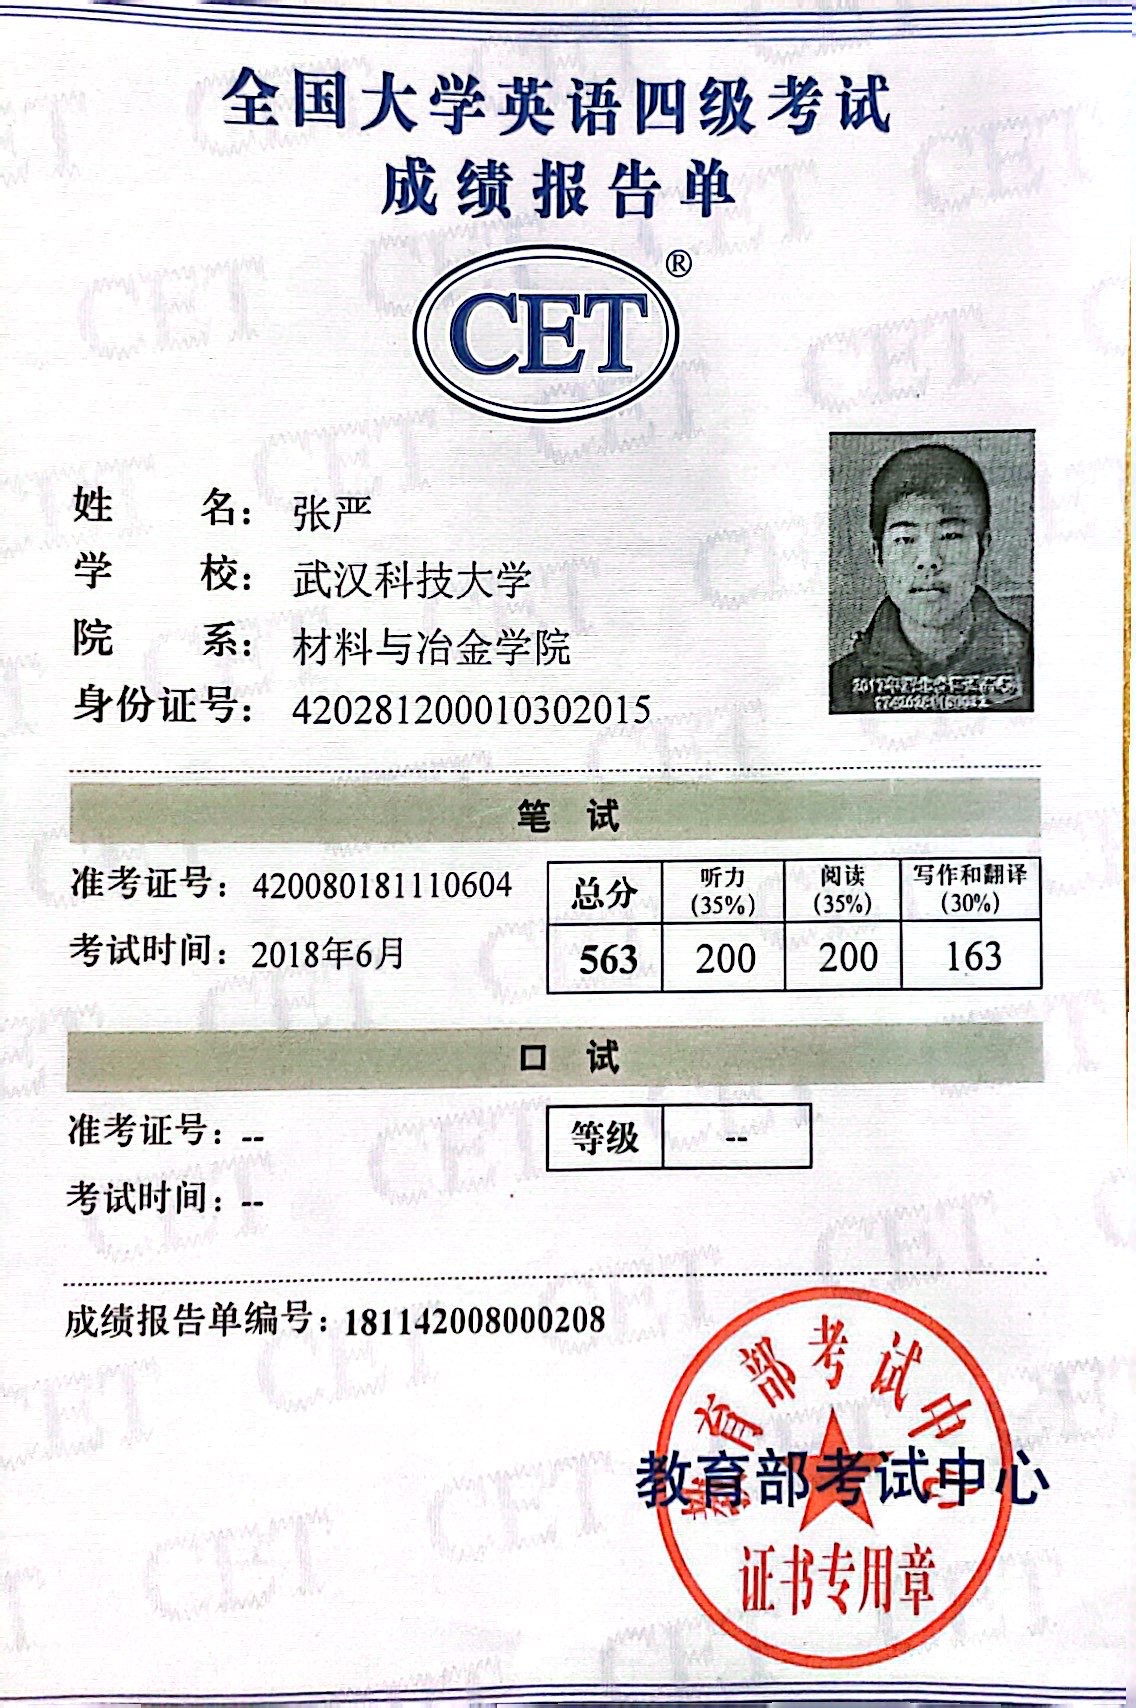 全国大学英语四级考试
成绩报告单
CET®
姓名：张严
学校：武汉科技大学
院系：材料与冶金学院
身份证号：420281200010302015
笔 试
准考证号：420080181110604
考试时间：2018年6月
总分 听力(35%) 阅读(35%) 写作和翻译(30%)
563 200 200 163
口 试
准考证号：--
考试时间：--
等级 --
成绩报告单编号：181142008000208
教育部考试中心
教育部考试中心
证书专用章